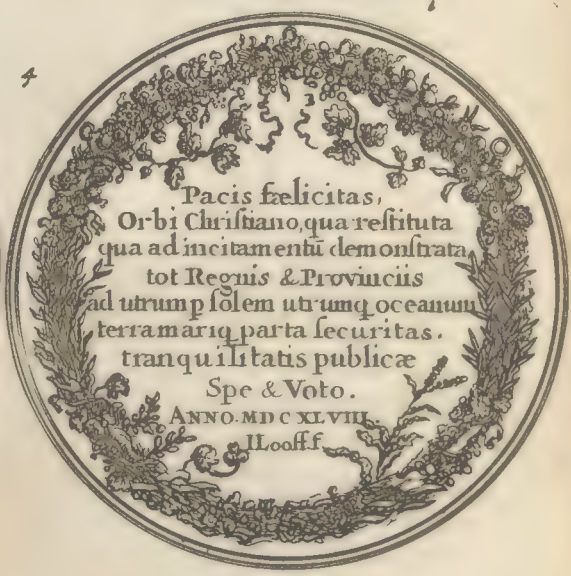 4
Pacis fælicitas,
Orbi Christiano, qua restituta
qua ad incitamentū demonstrata,
tot Regnis & Provinciis
ad utrumq solem utrumq oceanum
terra mariq parta securitas.
tranquilitatis publicæ
Spe & Voto.
ANNO. MDCXLVIII
I Looff.f.